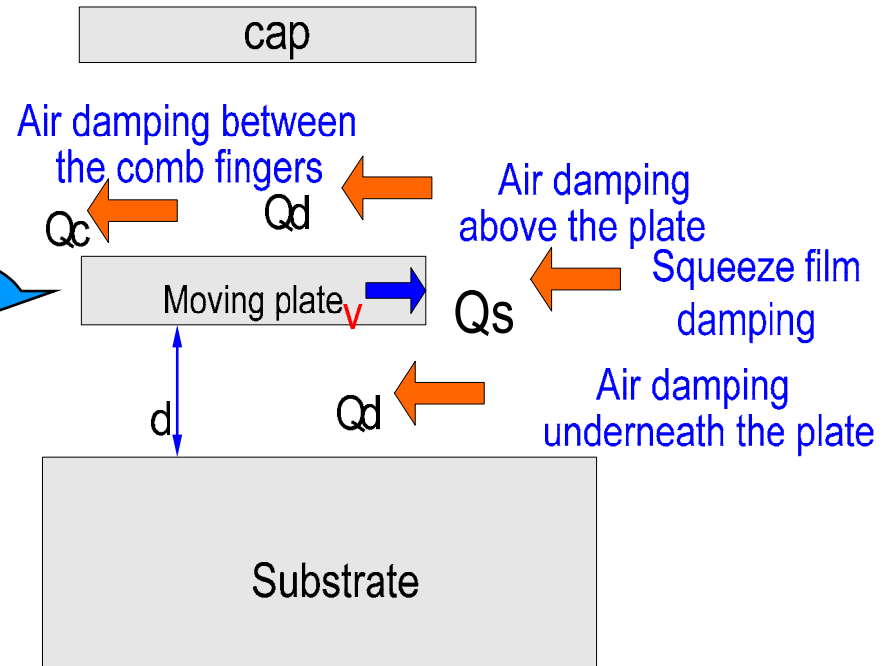 cap
Air damping between
the comb fingers
Qc
Qd
Air damping
above the plate
Squeeze film
damping
Moving plate
v
Qs
d
Qd
Air damping
underneath the plate
Substrate